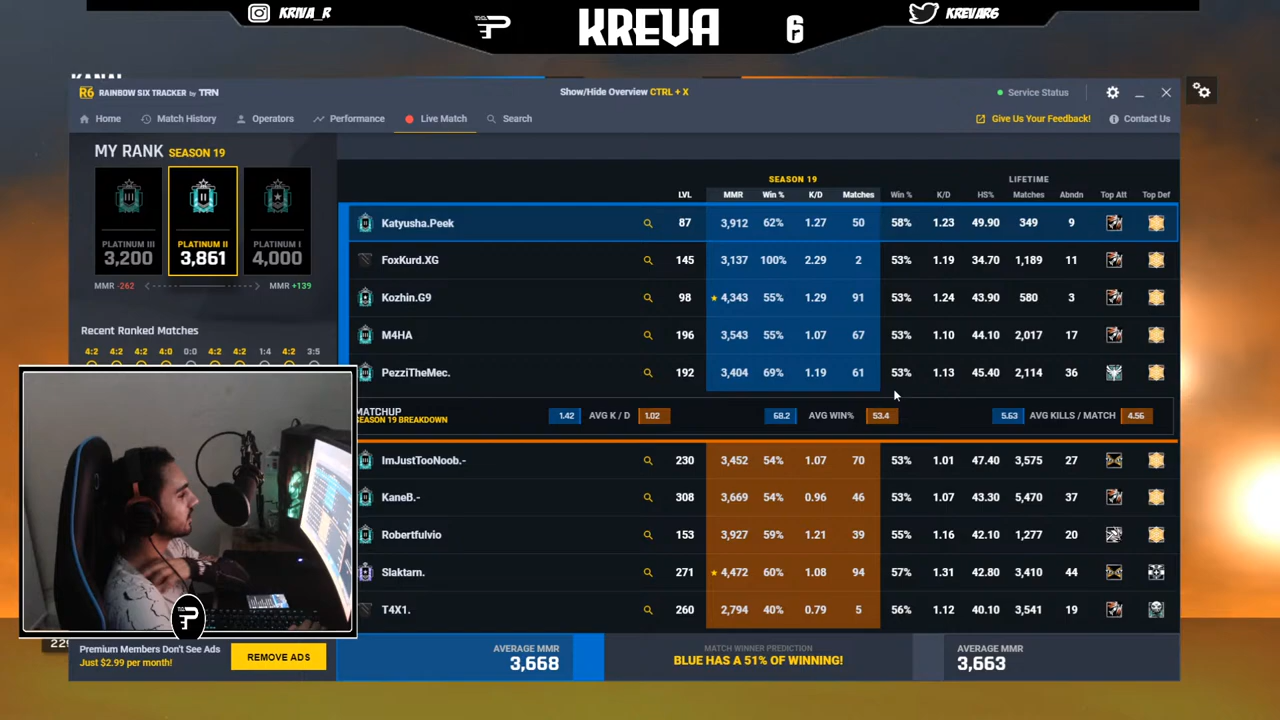 KRIVA_R
KREVA
6
KREVAR6
KANAL
R6 RAINBOW SIX TRACKER by TRN
Show/Hide Overview CTRL + X
Service Status
Home Match History Operators Performance Live Match Search
Give Us Your Feedback! Contact Us
MY RANK SEASON 19
PLATINUM III 3,200
PLATINUM II 3,861
PLATINUM I 4,000
MMR -262 MMR +139
Recent Ranked Matches
4:2 4:2 4:2 4:0 0:0 4:2 4:2 1:4 4:2 3:5
SEASON 19 LIFETIME
LVL MMR Win % K/D Matches Win % K/D HS% Matches Abndn Top Att Top Def
Katyusha.Peek 87 3,912 62% 1.27 50 58% 1.23 49.90 349 9
FoxKurd.XG 145 3,137 100% 2.29 2 53% 1.19 34.70 1,189 11
Kozhin.G9 98 4,343 55% 1.29 91 53% 1.24 43.90 580 3
M4HA 196 3,543 55% 1.07 67 53% 1.10 44.10 2,017 17
PezziTheMec. 192 3,404 69% 1.19 61 53% 1.13 45.40 2,114 36
MATCHUP
SEASON 19 BREAKDOWN
1.42 AVG K / D 1.02 68.2 AVG WIN% 53.4 5.63 AVG KILLS / MATCH 4.56
ImJustTooNoob.- 230 3,452 54% 1.07 70 53% 1.01 47.40 3,575 27
KaneB.- 308 3,669 54% 0.96 46 53% 1.07 43.30 5,470 37
Robertfulvio 153 3,927 59% 1.21 39 55% 1.16 42.10 1,277 20
Slaktarn. 271 4,472 60% 1.08 94 57% 1.31 42.80 3,410 44
T4X1. 260 2,794 40% 0.79 5 56% 1.12 40.10 3,541 19
Premium Members Don't See Ads
Just $2.99 per month!
REMOVE ADS
AVERAGE MMR
3,668
MATCH WINNER PREDICTION
BLUE HAS A 51% OF WINNING!
AVERAGE MMR
3,663